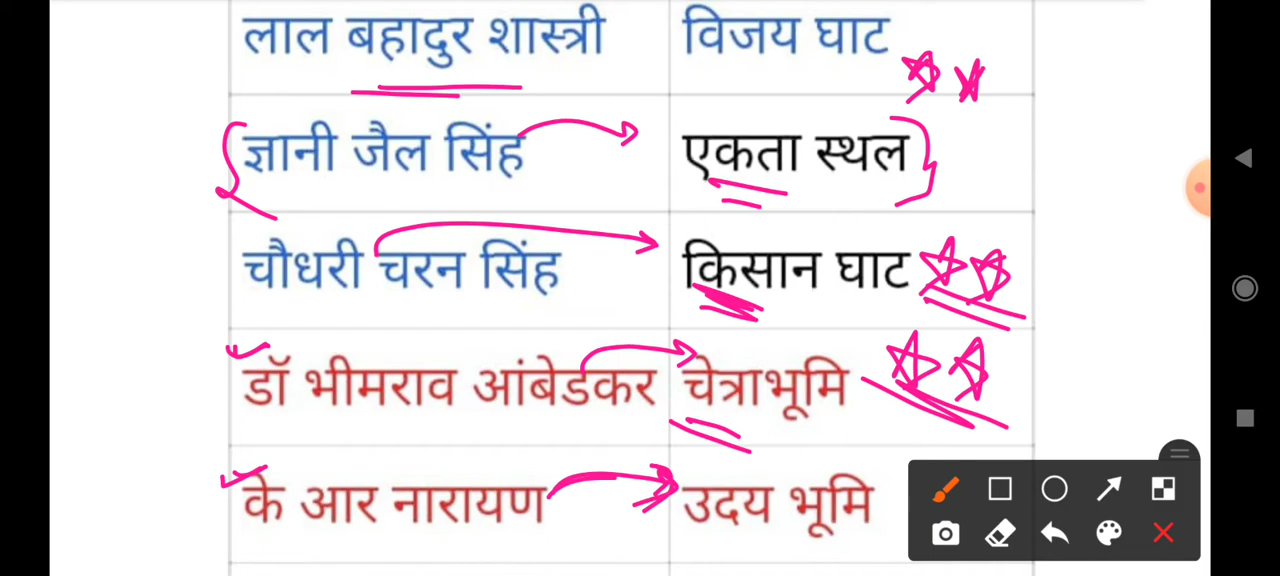 लाल बहादुर शास्त्री विजय घाट
ज्ञानी जैल सिंह एकता स्थल
चौधरी चरन सिंह किसान घाट
डॉ भीमराव आंबेडकर चेत्राभूमि
के आर नारायण उदय भूमि